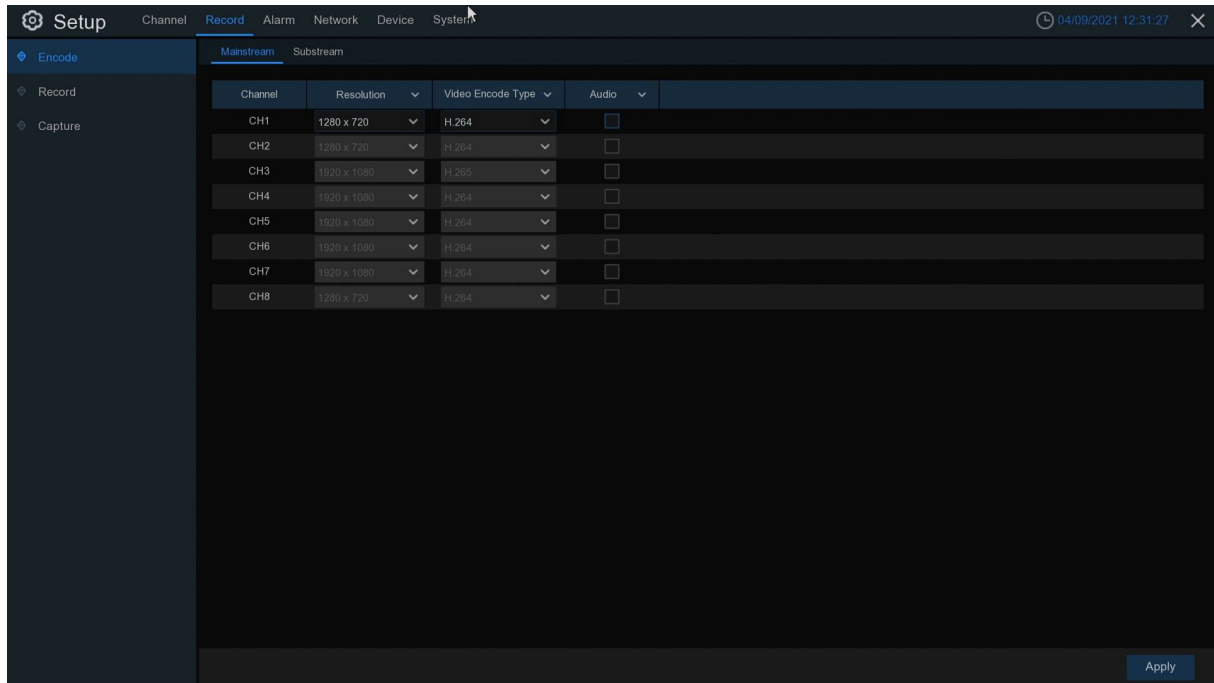 Setup Channel Record Alarm Network Device System 04/09/2021 12:31:27
Encode
Record
Capture
Mainstream Substream
Channel Resolution Video Encode Type Audio
CH1 1280 x 720 H.264
CH2 1280 x 720 H.264
CH3 1920 x 1080 H.265
CH4 1920 x 1080 H.264
CH5 1920 x 1080 H.264
CH6 1920 x 1080 H.264
CH7 1920 x 1080 H.264
CH8 1280 x 720 H.264
Apply